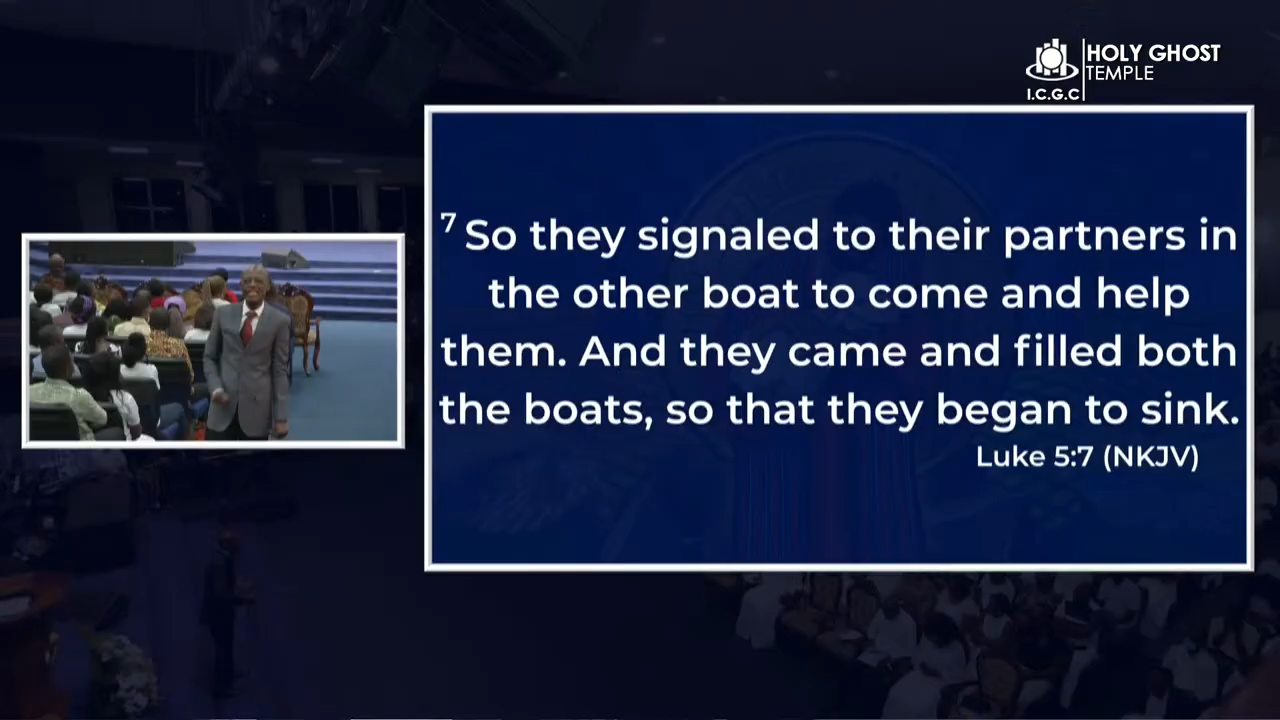 HOLY GHOST
TEMPLE
I.C.G.C
7 So they signaled to their partners in
the other boat to come and help
them. And they came and filled both
the boats, so that they began to sink.
Luke 5:7 (NKJV)